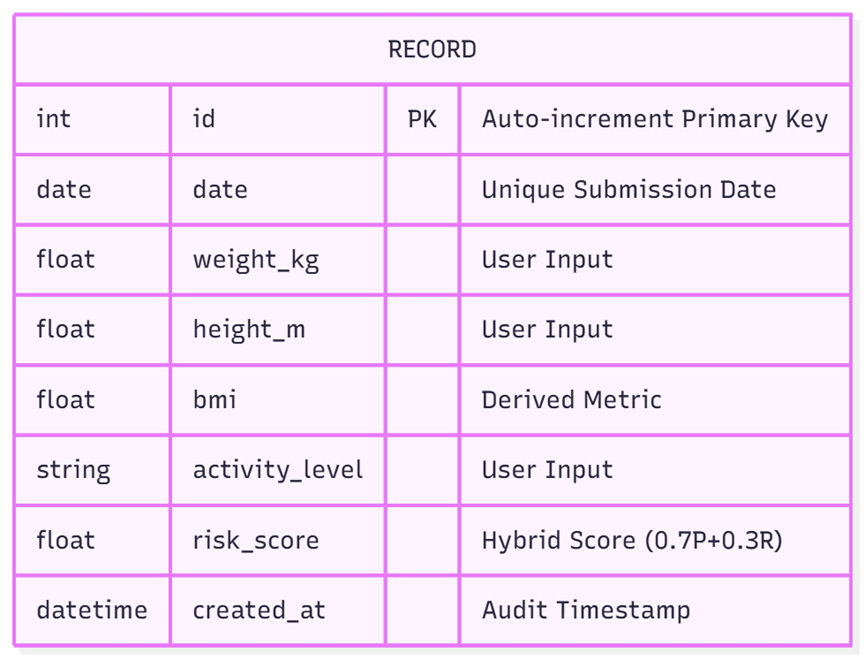 RECORD
int id PK Auto-increment Primary Key
date date Unique Submission Date
float weight_kg User Input
float height_m User Input
float bmi Derived Metric
string activity_level User Input
float risk_score Hybrid Score (0.7P+0.3R)
datetime created_at Audit Timestamp